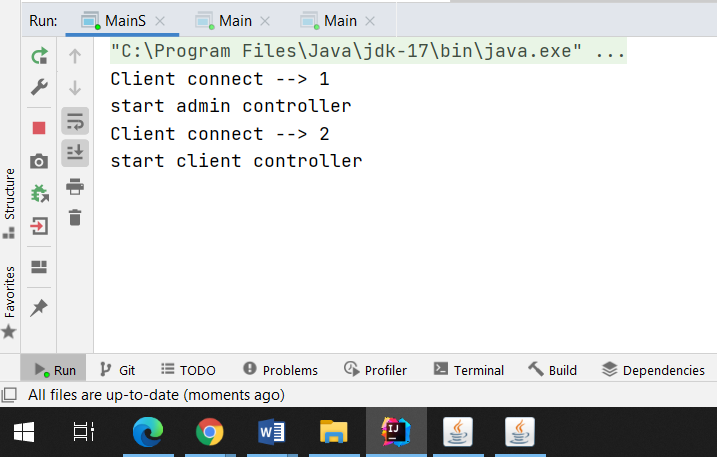 Run: MainS Main Main
"C:\Program Files\Java\jdk-17\bin\java.exe" ...
Client connect --> 1
start admin controller
Client connect --> 2
start client controller
Structure
Favorites
Run Git TODO Problems Profiler Terminal Build Dependencies
All files are up-to-date (moments ago)
W IJ